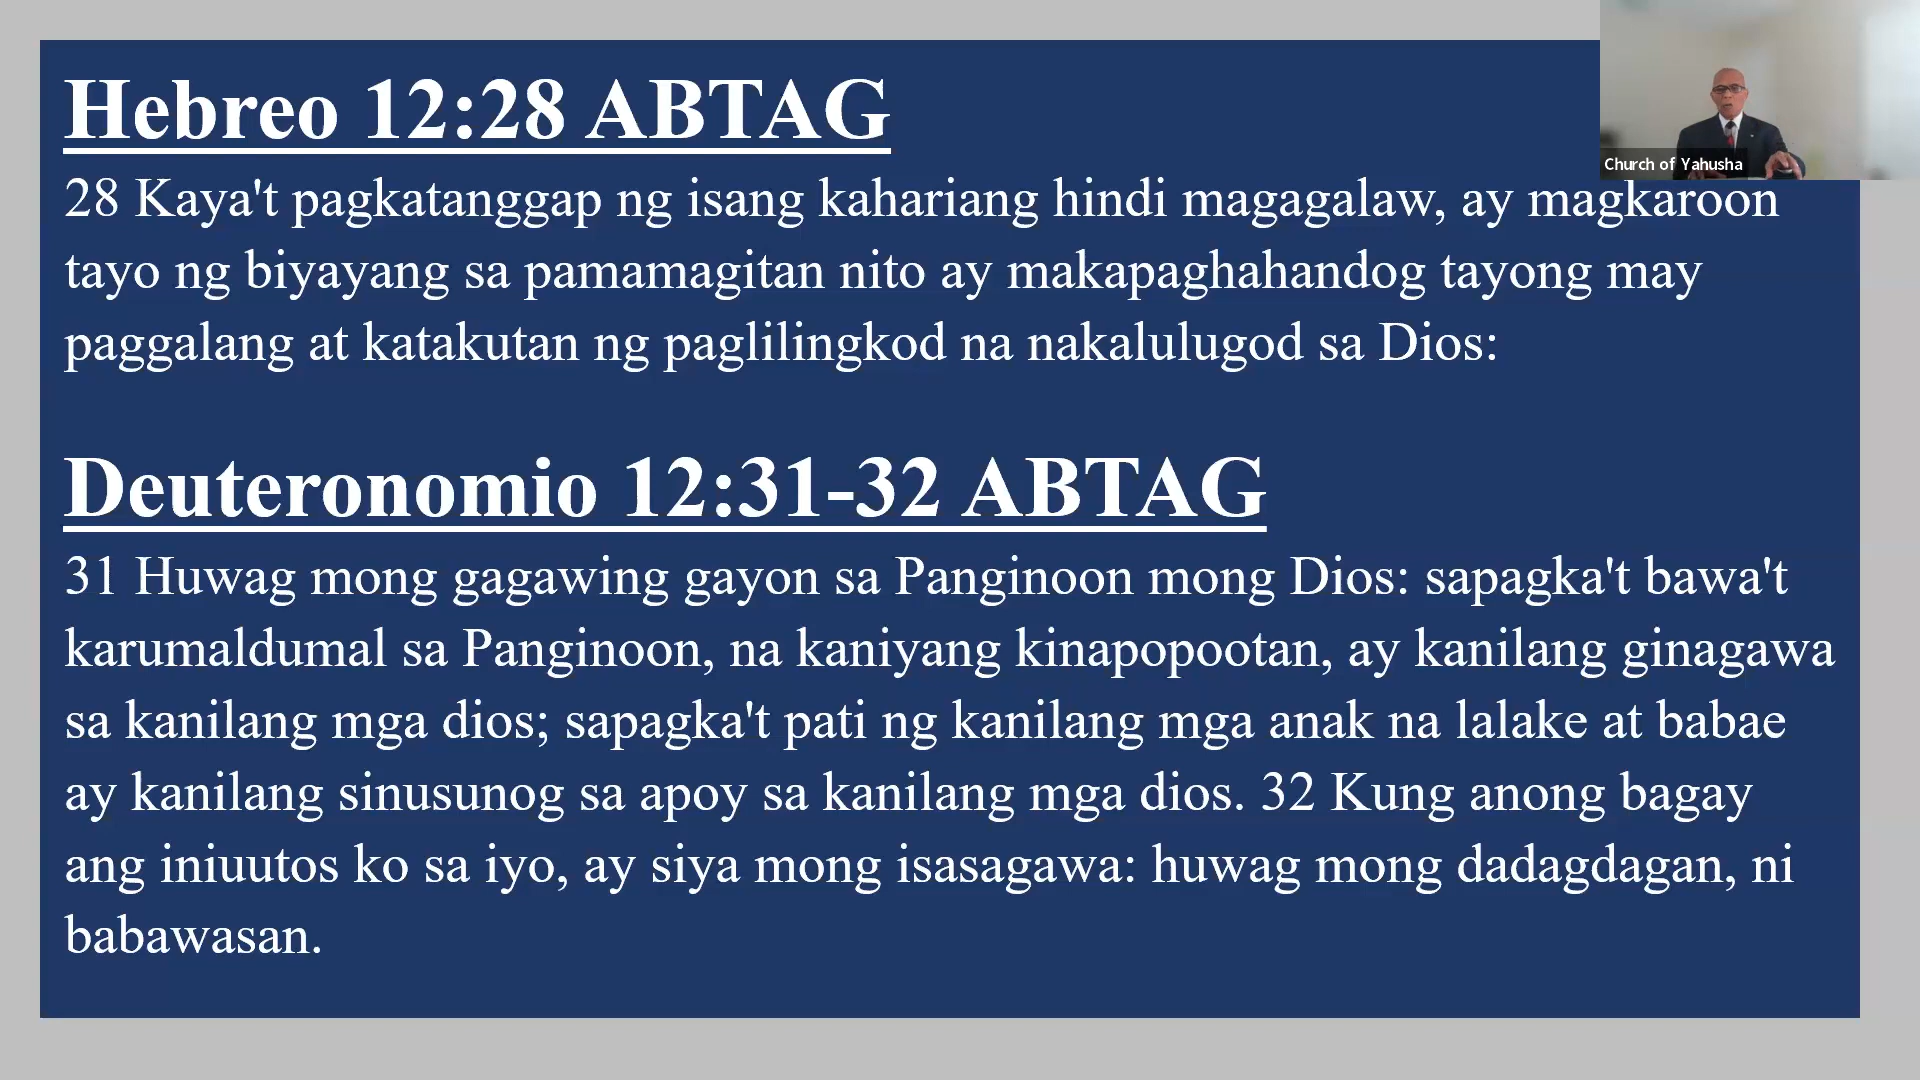 Hebreo 12:28 ABTAG
Church of Yahusha
28 Kaya't pagkatanggap ng isang kahariang hindi magagalaw, ay magkaroon
tayo ng biyayang sa pamamagitan nito ay makapaghahandog tayong may
paggalang at katakutan ng paglilingkod na nakalulugod sa Dios:
Deuteronomio 12:31-32 ABTAG
31 Huwag mong gagawing gayon sa Panginoon mong Dios: sapagka't bawa't
karumaldumal sa Panginoon, na kaniyang kinapopootan, ay kanilang ginagawa
sa kanilang mga dios; sapagka't pati ng kanilang mga anak na lalake at babae
ay kanilang sinusunog sa apoy sa kanilang mga dios. 32 Kung anong bagay
ang iniuutos ko sa iyo, ay siya mong isasagawa: huwag mong dadagdagan, ni
babawasan.